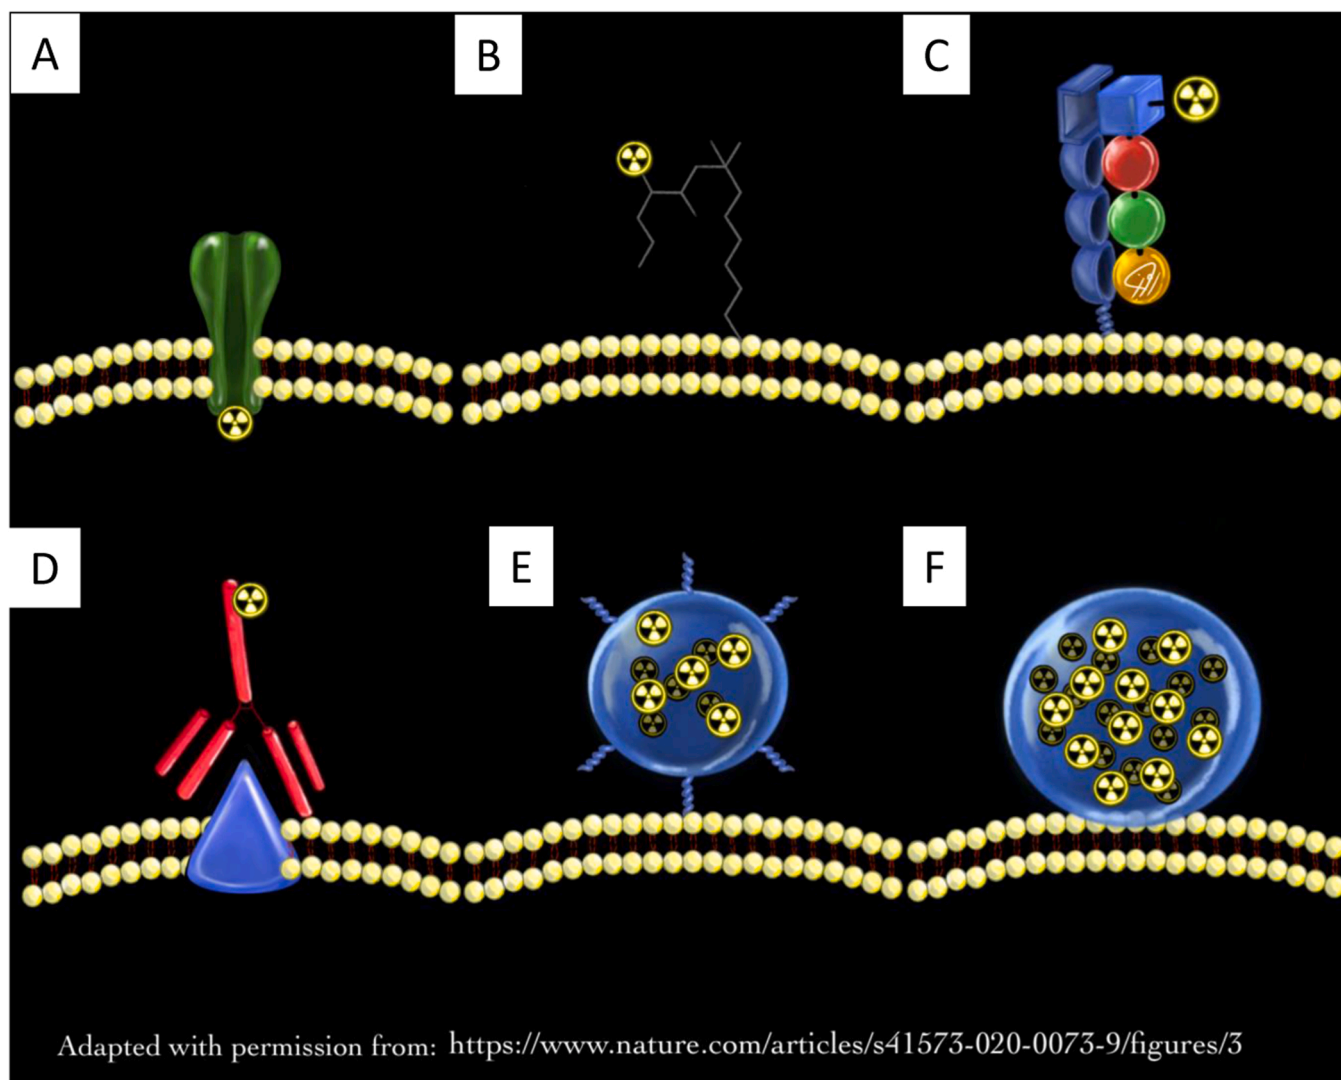 A
B
C
D
E
F
Adapted with permission from: https://www.nature.com/articles/s41573-020-0073-9/figures/3